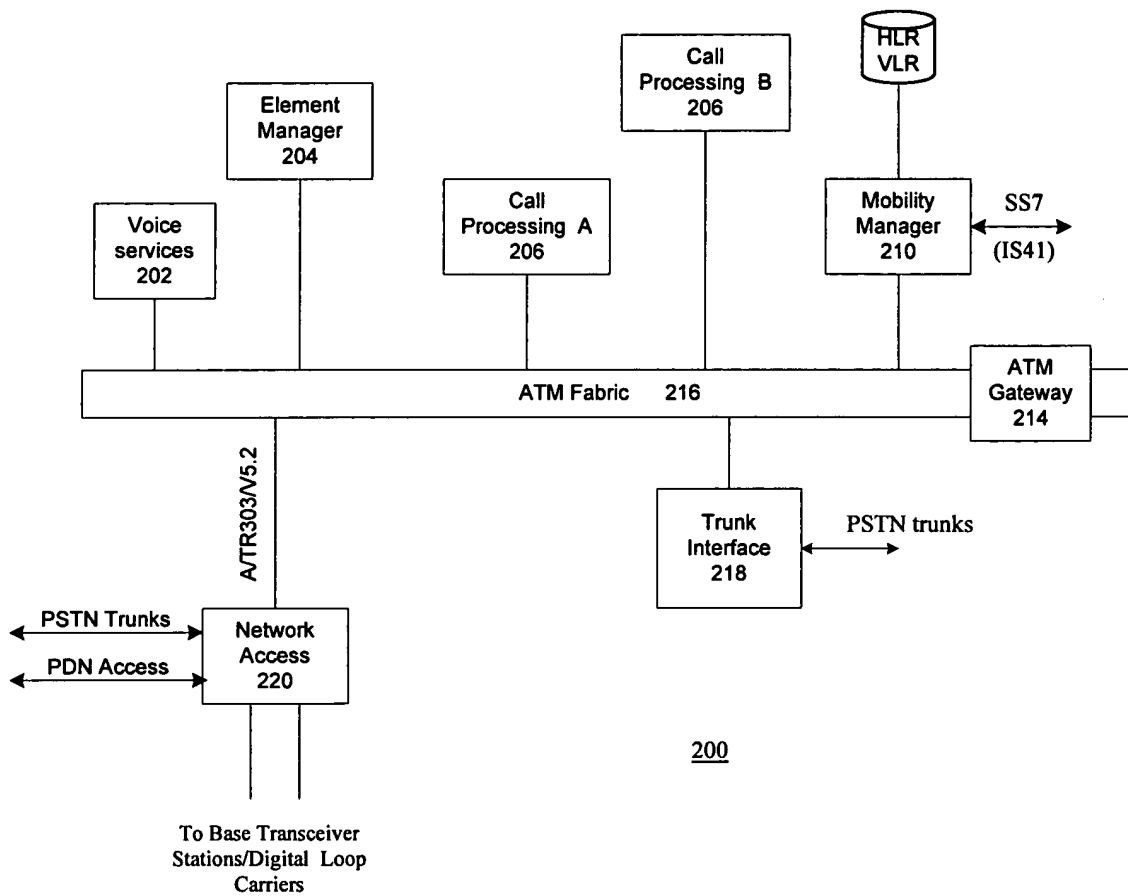 HLR
VLR
Call
Processing B
206
Element
Manager
204
Call
Processing A
206
Mobility
Manager
210
SS7
(IS41)
Voice
services
202
ATM
Gateway
214
ATM Fabric 216
A/TR303/V5.2
Trunk
Interface
218
PSTN trunks
PSTN Trunks
PDN Access
Network
Access
220
200
To Base Transceiver
Stations/Digital Loop
Carriers